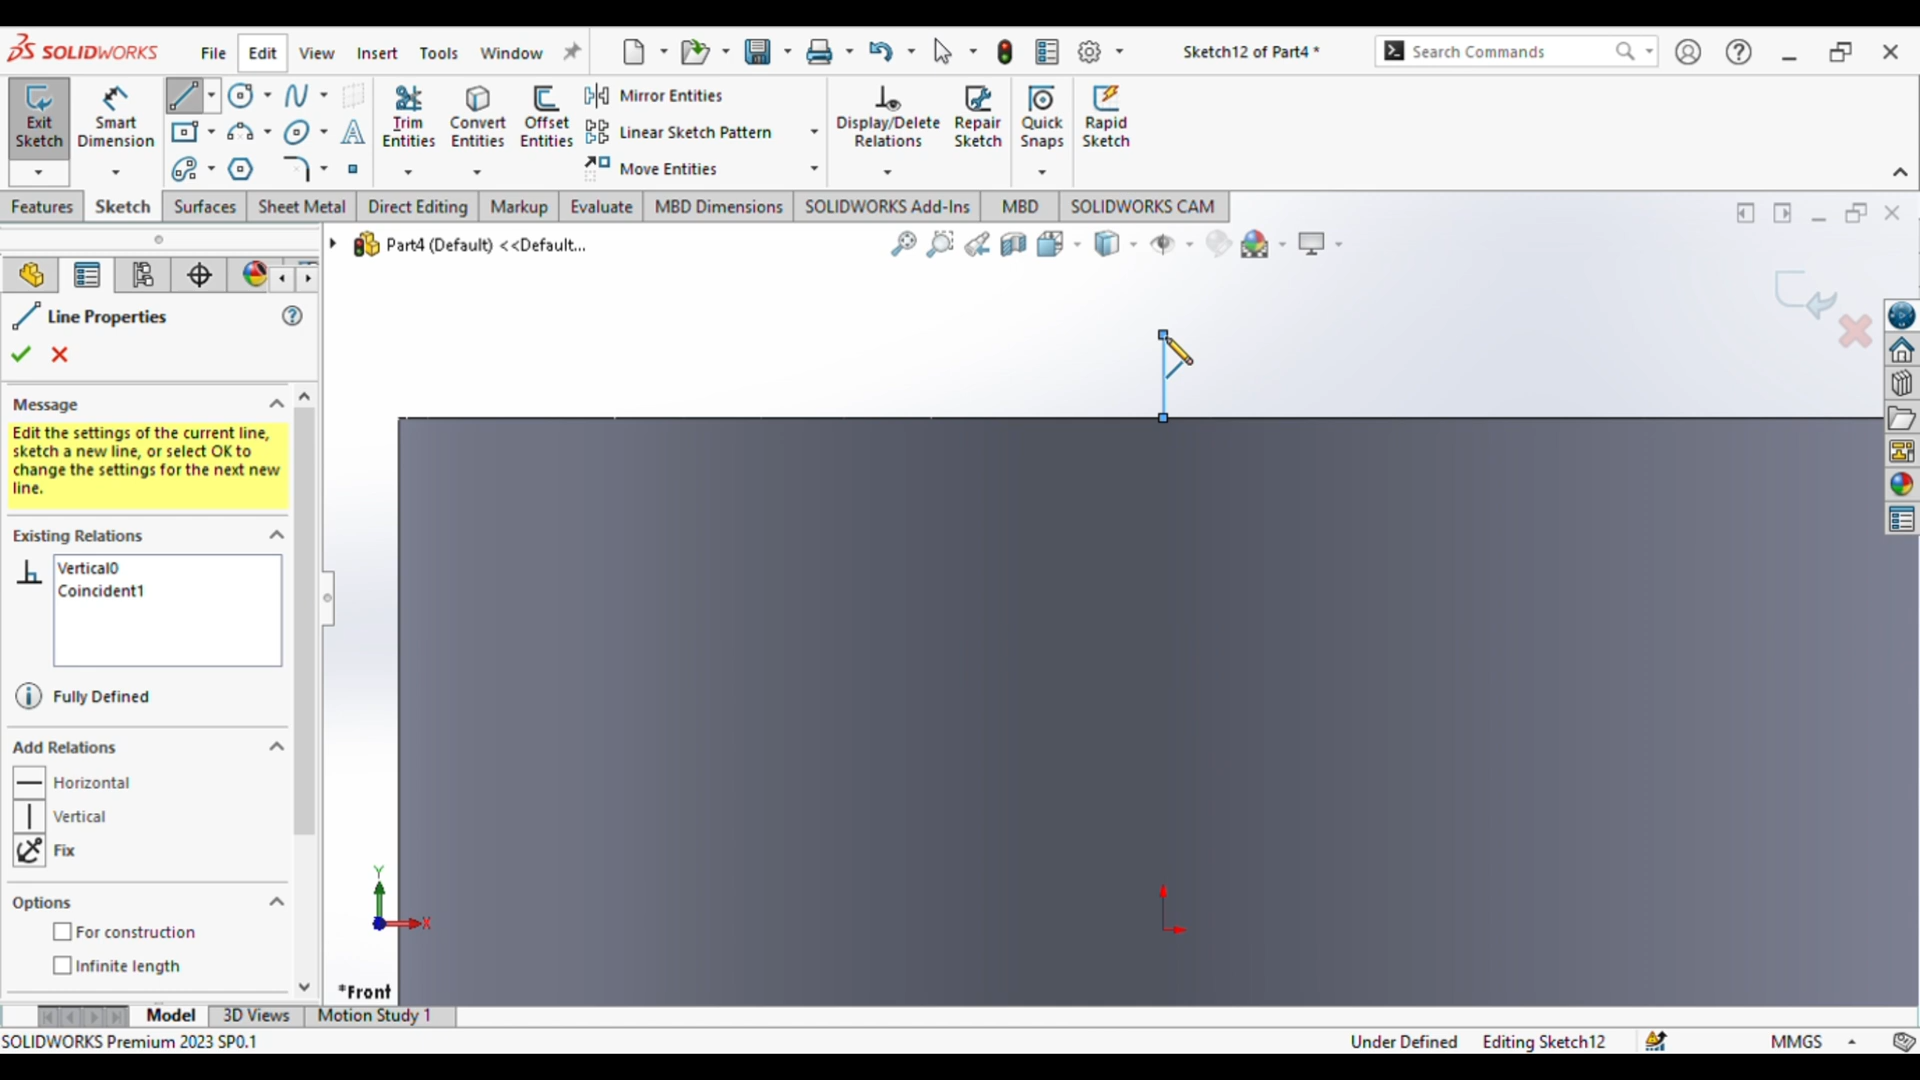 SOLIDWORKS
File
Edit
View
Insert
Tools
Window
Sketch12 of Part4 *
Search Commands
Exit
Sketch
Smart
Dimension
Trim
Entities
Convert
Entities
Offset
Entities
Mirror Entities
Linear Sketch Pattern
Move Entities
Display/Delete
Relations
Repair
Sketch
Quick
Snaps
Rapid
Sketch
Features
Sketch
Surfaces
Sheet Metal
Direct Editing
Markup
Evaluate
MBD Dimensions
SOLIDWORKS Add-Ins
MBD
SOLIDWORKS CAM
Part4 (Default) <<Default...
Line Properties
Message
Edit the settings of the current line,
sketch a new line, or select OK to
change the settings for the next new
line.
Existing Relations
Vertical0
Coincident1
Fully Defined
Add Relations
Horizontal
Vertical
Fix
Options
For construction
Infinite length
Y
X
*Front
Model
3D Views
Motion Study 1
SOLIDWORKS Premium 2023 SP0.1
Under Defined
Editing Sketch12
MMGS